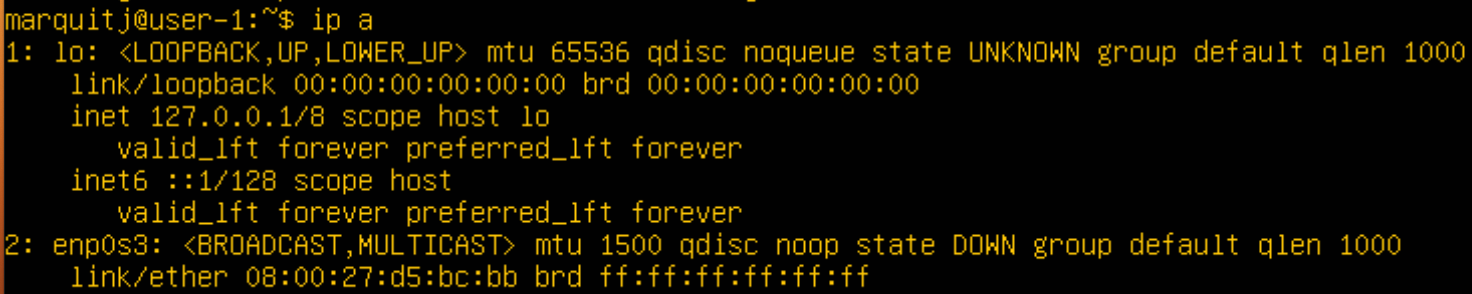 marquitj@user-1:~$ ip a
1: lo: <LOOPBACK,UP,LOWER_UP> mtu 65536 qdisc noqueue state UNKNOWN group default qlen 1000
    link/loopback 00:00:00:00:00:00 brd 00:00:00:00:00:00
    inet 127.0.0.1/8 scope host lo
       valid_lft forever preferred_lft forever
    inet6 ::1/128 scope host
       valid_lft forever preferred_lft forever
2: enp0s3: <BROADCAST,MULTICAST> mtu 1500 qdisc noop state DOWN group default qlen 1000
    link/ether 08:00:27:d5:bc:bb brd ff:ff:ff:ff:ff:ff